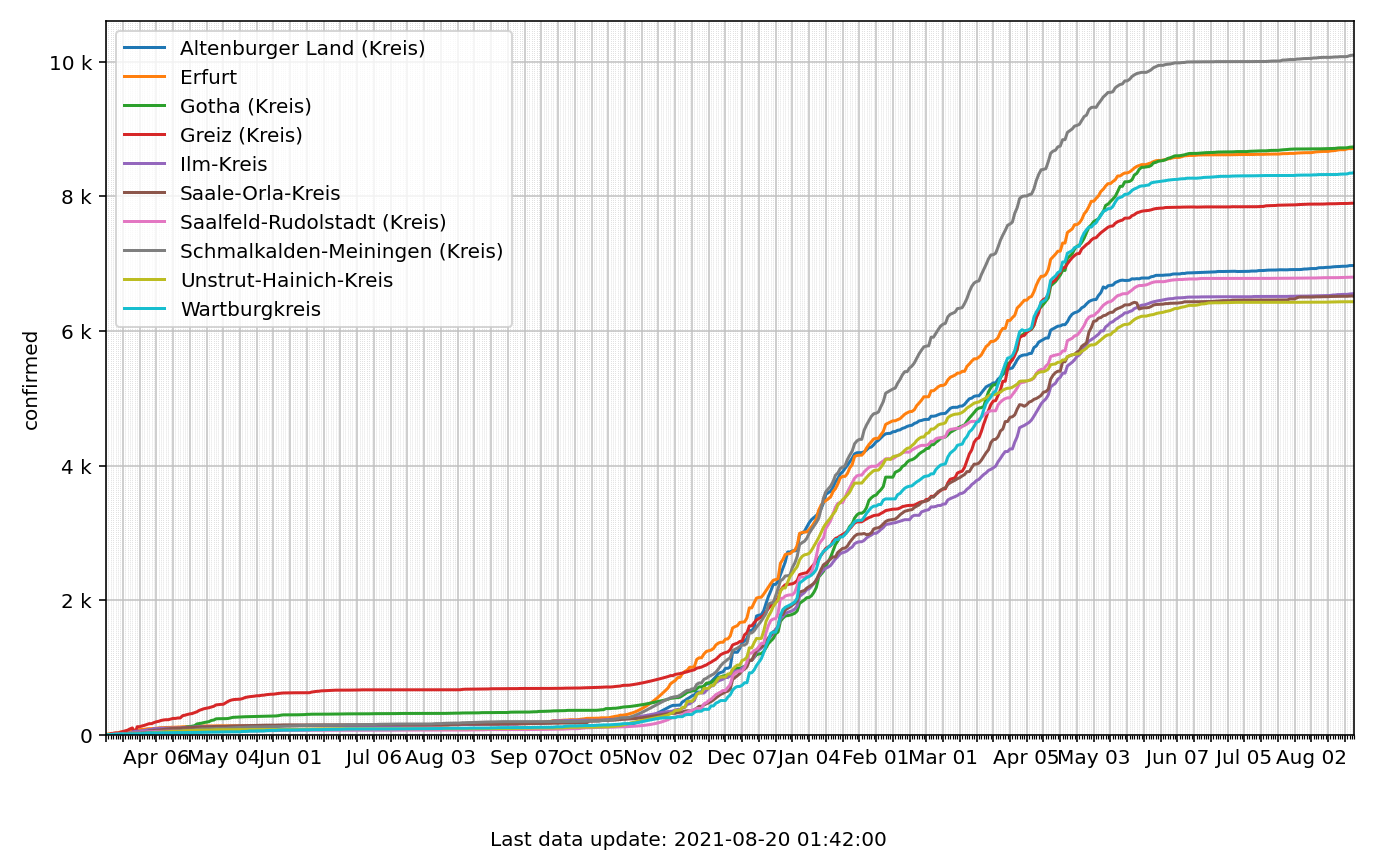 10 k
8 k
6 k
4 k
2 k
0
confirmed
Altenburger Land (Kreis)
Erfurt
Gotha (Kreis)
Greiz (Kreis)
Ilm-Kreis
Saale-Orla-Kreis
Saalfeld-Rudolstadt (Kreis)
Schmalkalden-Meiningen (Kreis)
Unstrut-Hainich-Kreis
Wartburgkreis
Apr 06 May 04 Jun 01 Jul 06 Aug 03 Sep 07 Oct 05 Nov 02 Dec 07 Jan 04 Feb 01 Mar 01 Apr 05 May 03 Jun 07 Jul 05 Aug 02
Last data update: 2021-08-20 01:42:00